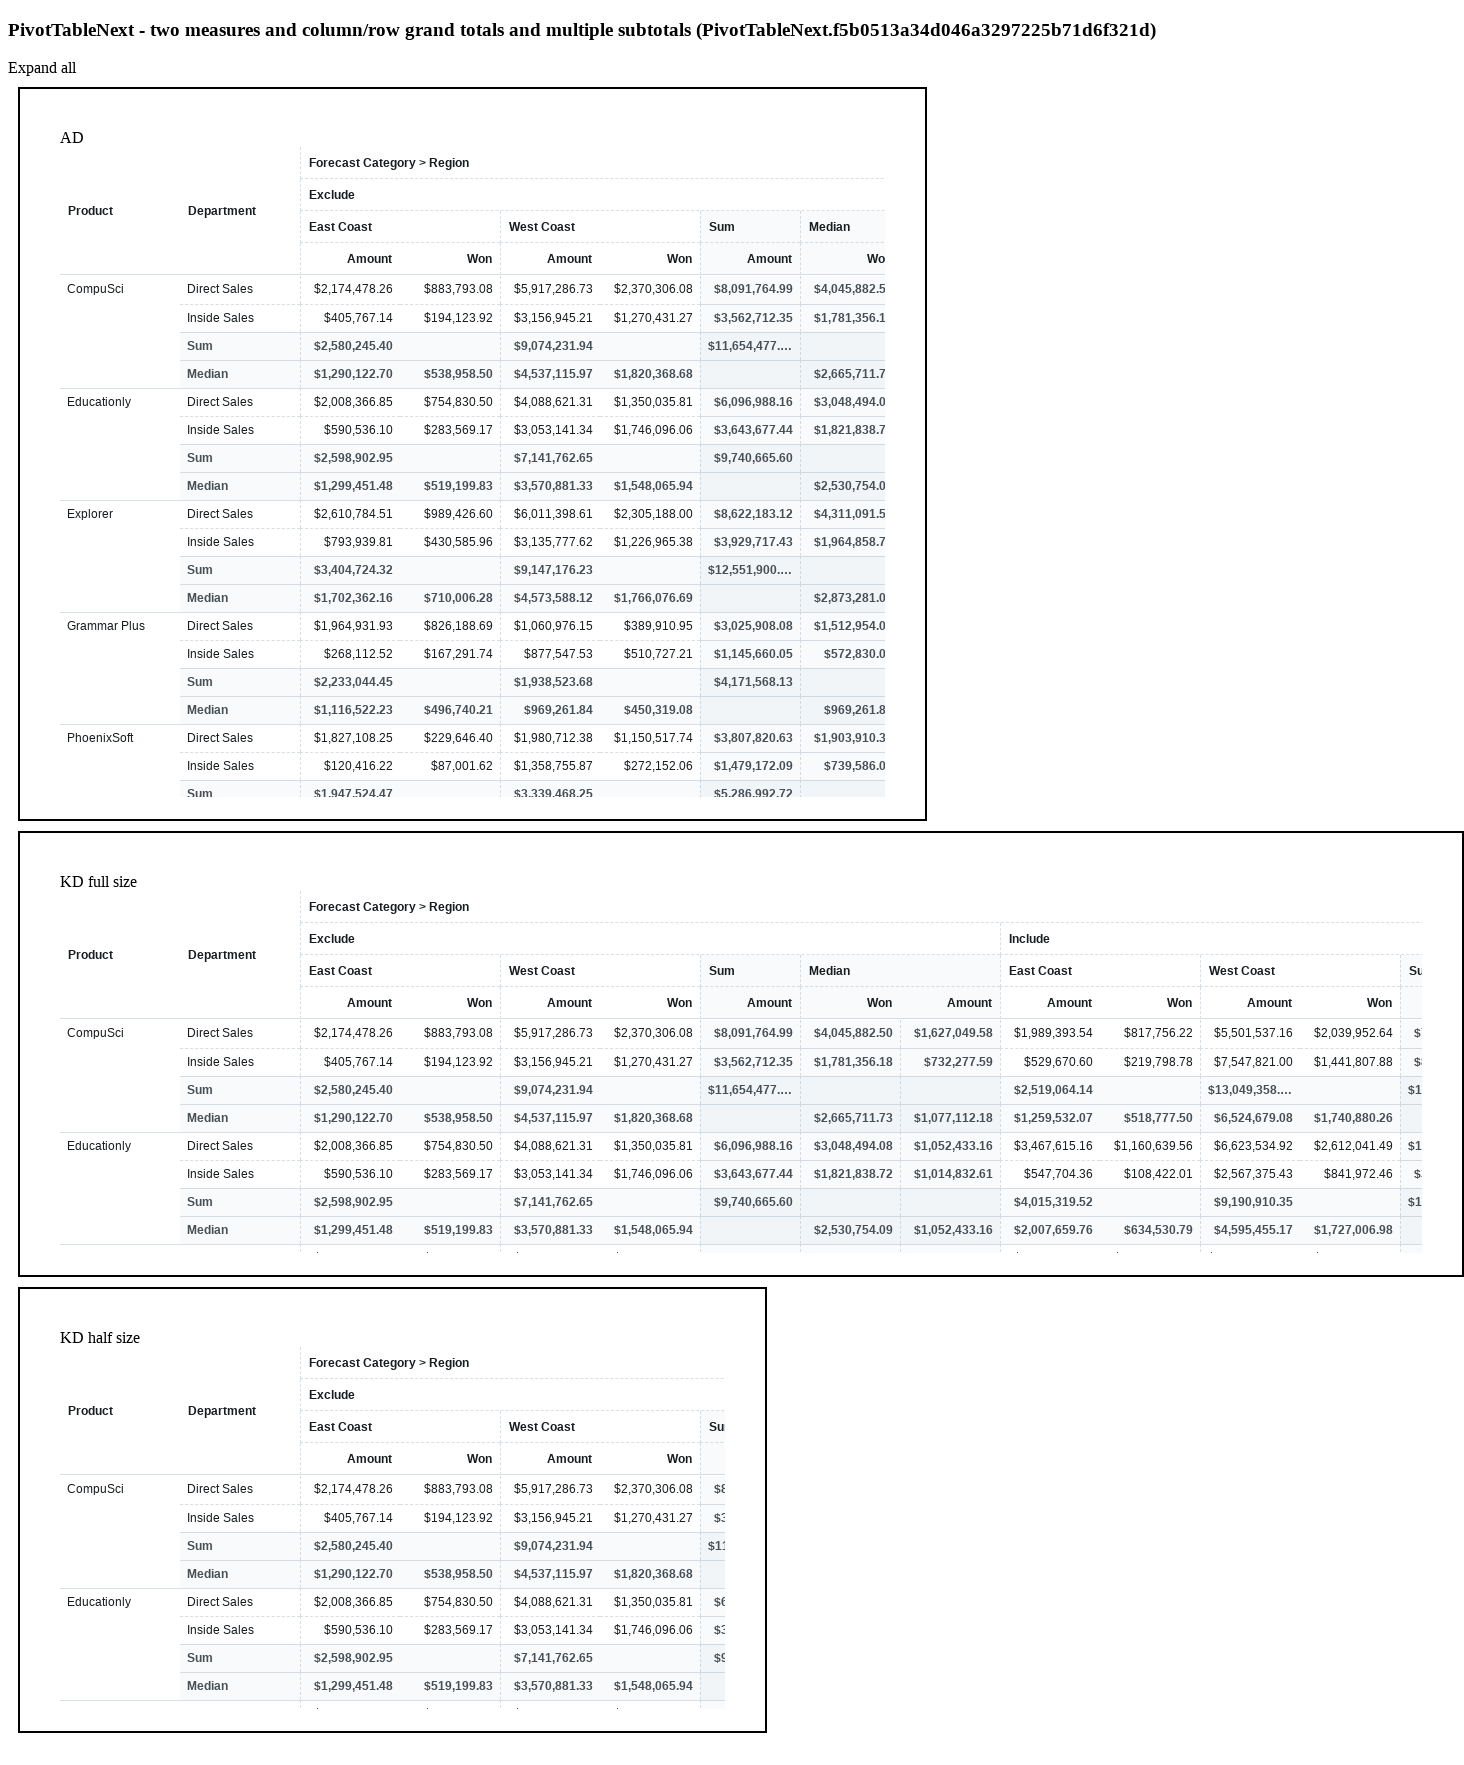 PivotTableNext - two measures and column/row grand totals and multiple subtotals (PivotTableNext.f5b0513a34d046a3297225b71d6f321d)
Expand all
AD
Forecast Category > Region
Exclude
Product Department
East Coast West Coast Sum Median
Amount Won Amount Won Amount
CompuSci Direct Sales $2,174,478.26 $883,793.08 $5,917,286.73 $2,370,306.08 $8,091,764.99 $4,045,882.5
Inside Sales $405,767.14 $194,123.92 $3,156,945.21 $1,270,431.27 $3,562,712.35 $1,781,356.1
Sum $2,580,245.40 $9,074,231.94 $11,654,477.…
Median $1,290,122.70 $538,958.50 $4,537,115.97 $1,820,368.68 $2,665,711.7
Educationly Direct Sales $2,008,366.85 $754,830.50 $4,088,621.31 $1,350,035.81 $6,096,988.16 $3,048,494.0
Inside Sales $590,536.10 $283,569.17 $3,053,141.34 $1,746,096.06 $3,643,677.44 $1,821,838.7
Sum $2,598,902.95 $7,141,762.65 $9,740,665.60
Median $1,299,451.48 $519,199.83 $3,570,881.33 $1,548,065.94 $2,530,754.0
Explorer Direct Sales $2,610,784.51 $989,426.60 $6,011,398.61 $2,305,188.00 $8,622,183.12 $4,311,091.5
Inside Sales $793,939.81 $430,585.96 $3,135,777.62 $1,226,965.38 $3,929,717.43 $1,964,858.7
Sum $3,404,724.32 $9,147,176.23 $12,551,900.…
Median $1,702,362.16 $710,006.28 $4,573,588.12 $1,766,076.69 $2,873,281.0
Grammar Plus Direct Sales $1,964,931.93 $826,188.69 $1,060,976.15 $389,910.95 $3,025,908.08 $1,512,954.0
Inside Sales $268,112.52 $167,291.74 $877,547.53 $510,727.21 $1,145,660.05 $572,830.0
Sum $2,233,044.45 $1,938,523.68 $4,171,568.13
Median $1,116,522.23 $496,740.21 $969,261.84 $450,319.08 $969,261.8
PhoenixSoft Direct Sales $1,827,108.25 $229,646.40 $1,980,712.38 $1,150,517.74 $3,807,820.63 $1,903,910.3
Inside Sales $120,416.22 $87,001.62 $1,358,755.87 $272,152.06 $1,479,172.09 $739,586.0
Sum $1,947,524.47 $3,339,468.25 $5,286,992.72
KD full size
Forecast Category > Region
Exclude Include
Product Department
East Coast West Coast Sum Median East Coast West Coast
Amount Won Amount Won Amount Won Amount Amount Won Amount Won
CompuSci Direct Sales $2,174,478.26 $883,793.08 $5,917,286.73 $2,370,306.08 $8,091,764.99 $4,045,882.50 $1,627,049.58 $1,989,393.54 $817,756.22 $5,501,537.16 $2,039,952.64
Inside Sales $405,767.14 $194,123.92 $3,156,945.21 $1,270,431.27 $3,562,712.35 $1,781,356.18 $732,277.59 $529,670.60 $219,798.78 $7,547,821.00 $1,441,807.88
Sum $2,580,245.40 $9,074,231.94 $11,654,477.… $2,519,064.14 $13,049,358.… $1
Median $1,290,122.70 $538,958.50 $4,537,115.97 $1,820,368.68 $2,665,711.73 $1,077,112.18 $1,259,532.07 $518,777.50 $6,524,679.08 $1,740,880.26
Educationly Direct Sales $2,008,366.85 $754,830.50 $4,088,621.31 $1,350,035.81 $6,096,988.16 $3,048,494.08 $1,052,433.16 $3,467,615.16 $1,160,639.56 $6,623,534.92 $2,612,041.49 $1
Inside Sales $590,536.10 $283,569.17 $3,053,141.34 $1,746,096.06 $3,643,677.44 $1,821,838.72 $1,014,832.61 $547,704.36 $108,422.01 $2,567,375.43 $841,972.46
Sum $2,598,902.95 $7,141,762.65 $9,740,665.60 $4,015,319.52 $9,190,910.35 $1
Median $1,299,451.48 $519,199.83 $3,570,881.33 $1,548,065.94 $2,530,754.09 $1,052,433.16 $2,007,659.76 $634,530.79 $4,595,455.17 $1,727,006.98
KD half size
Forecast Category > Region
Exclude
Product Department
East Coast West Coast
Amount Won Amount Won
CompuSci Direct Sales $2,174,478.26 $883,793.08 $5,917,286.73 $2,370,306.08 $8
Inside Sales $405,767.14 $194,123.92 $3,156,945.21 $1,270,431.27 $3
Sum $2,580,245.40 $9,074,231.94 $11
Median $1,290,122.70 $538,958.50 $4,537,115.97 $1,820,368.68
Educationly Direct Sales $2,008,366.85 $754,830.50 $4,088,621.31 $1,350,035.81 $6
Inside Sales $590,536.10 $283,569.17 $3,053,141.34 $1,746,096.06 $3
Sum $2,598,902.95 $7,141,762.65 $9
Median $1,299,451.48 $519,199.83 $3,570,881.33 $1,548,065.94